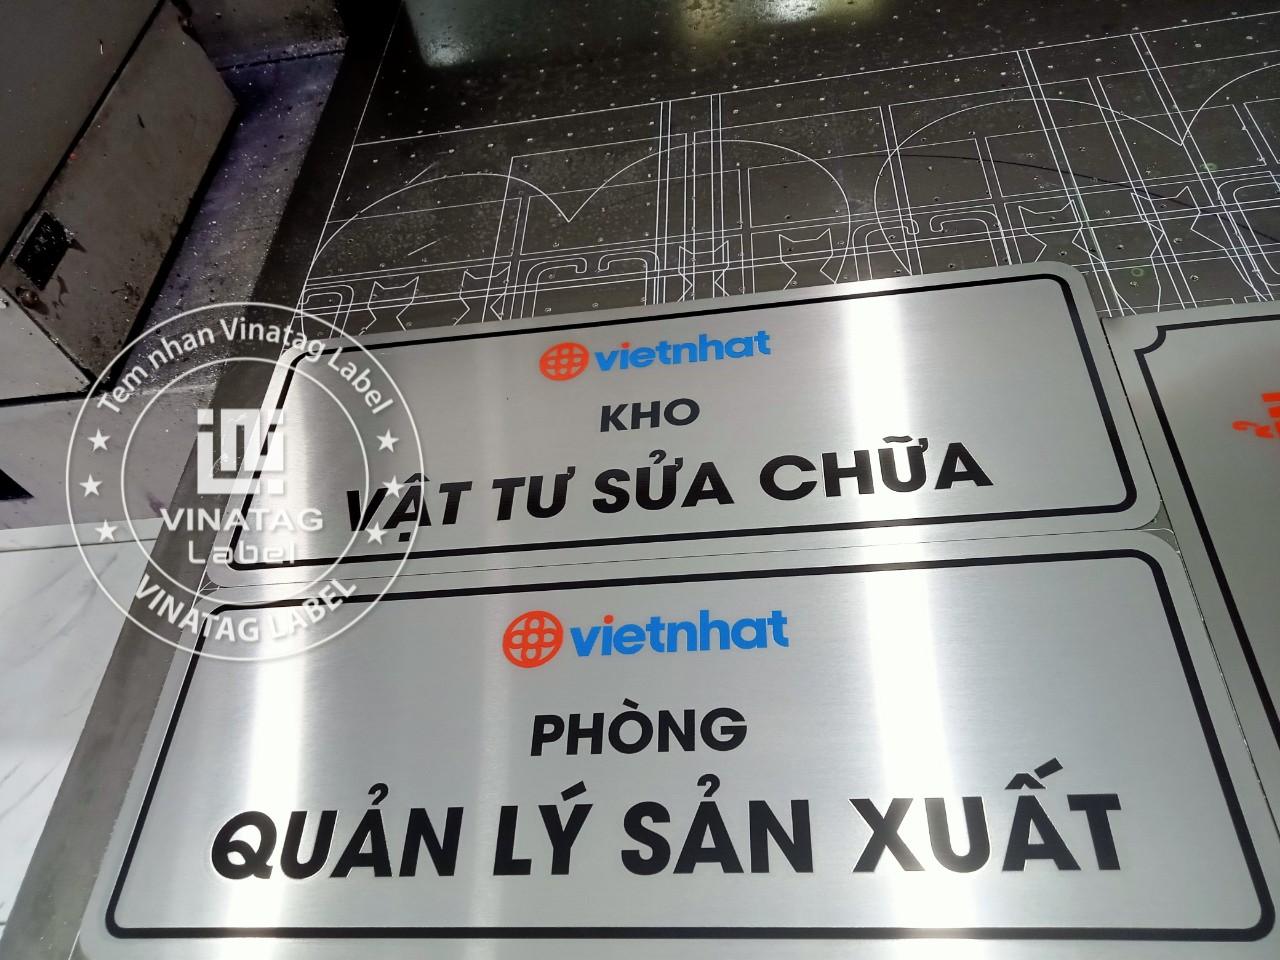 vietnhat
KHO
VẬT TƯ SỬA CHỮA
vietnhat
PHÒNG
QUẢN LÝ SẢN XUẤT
Tem nhan Vinatag Label
VINATAG
Label
VINATAG LABEL